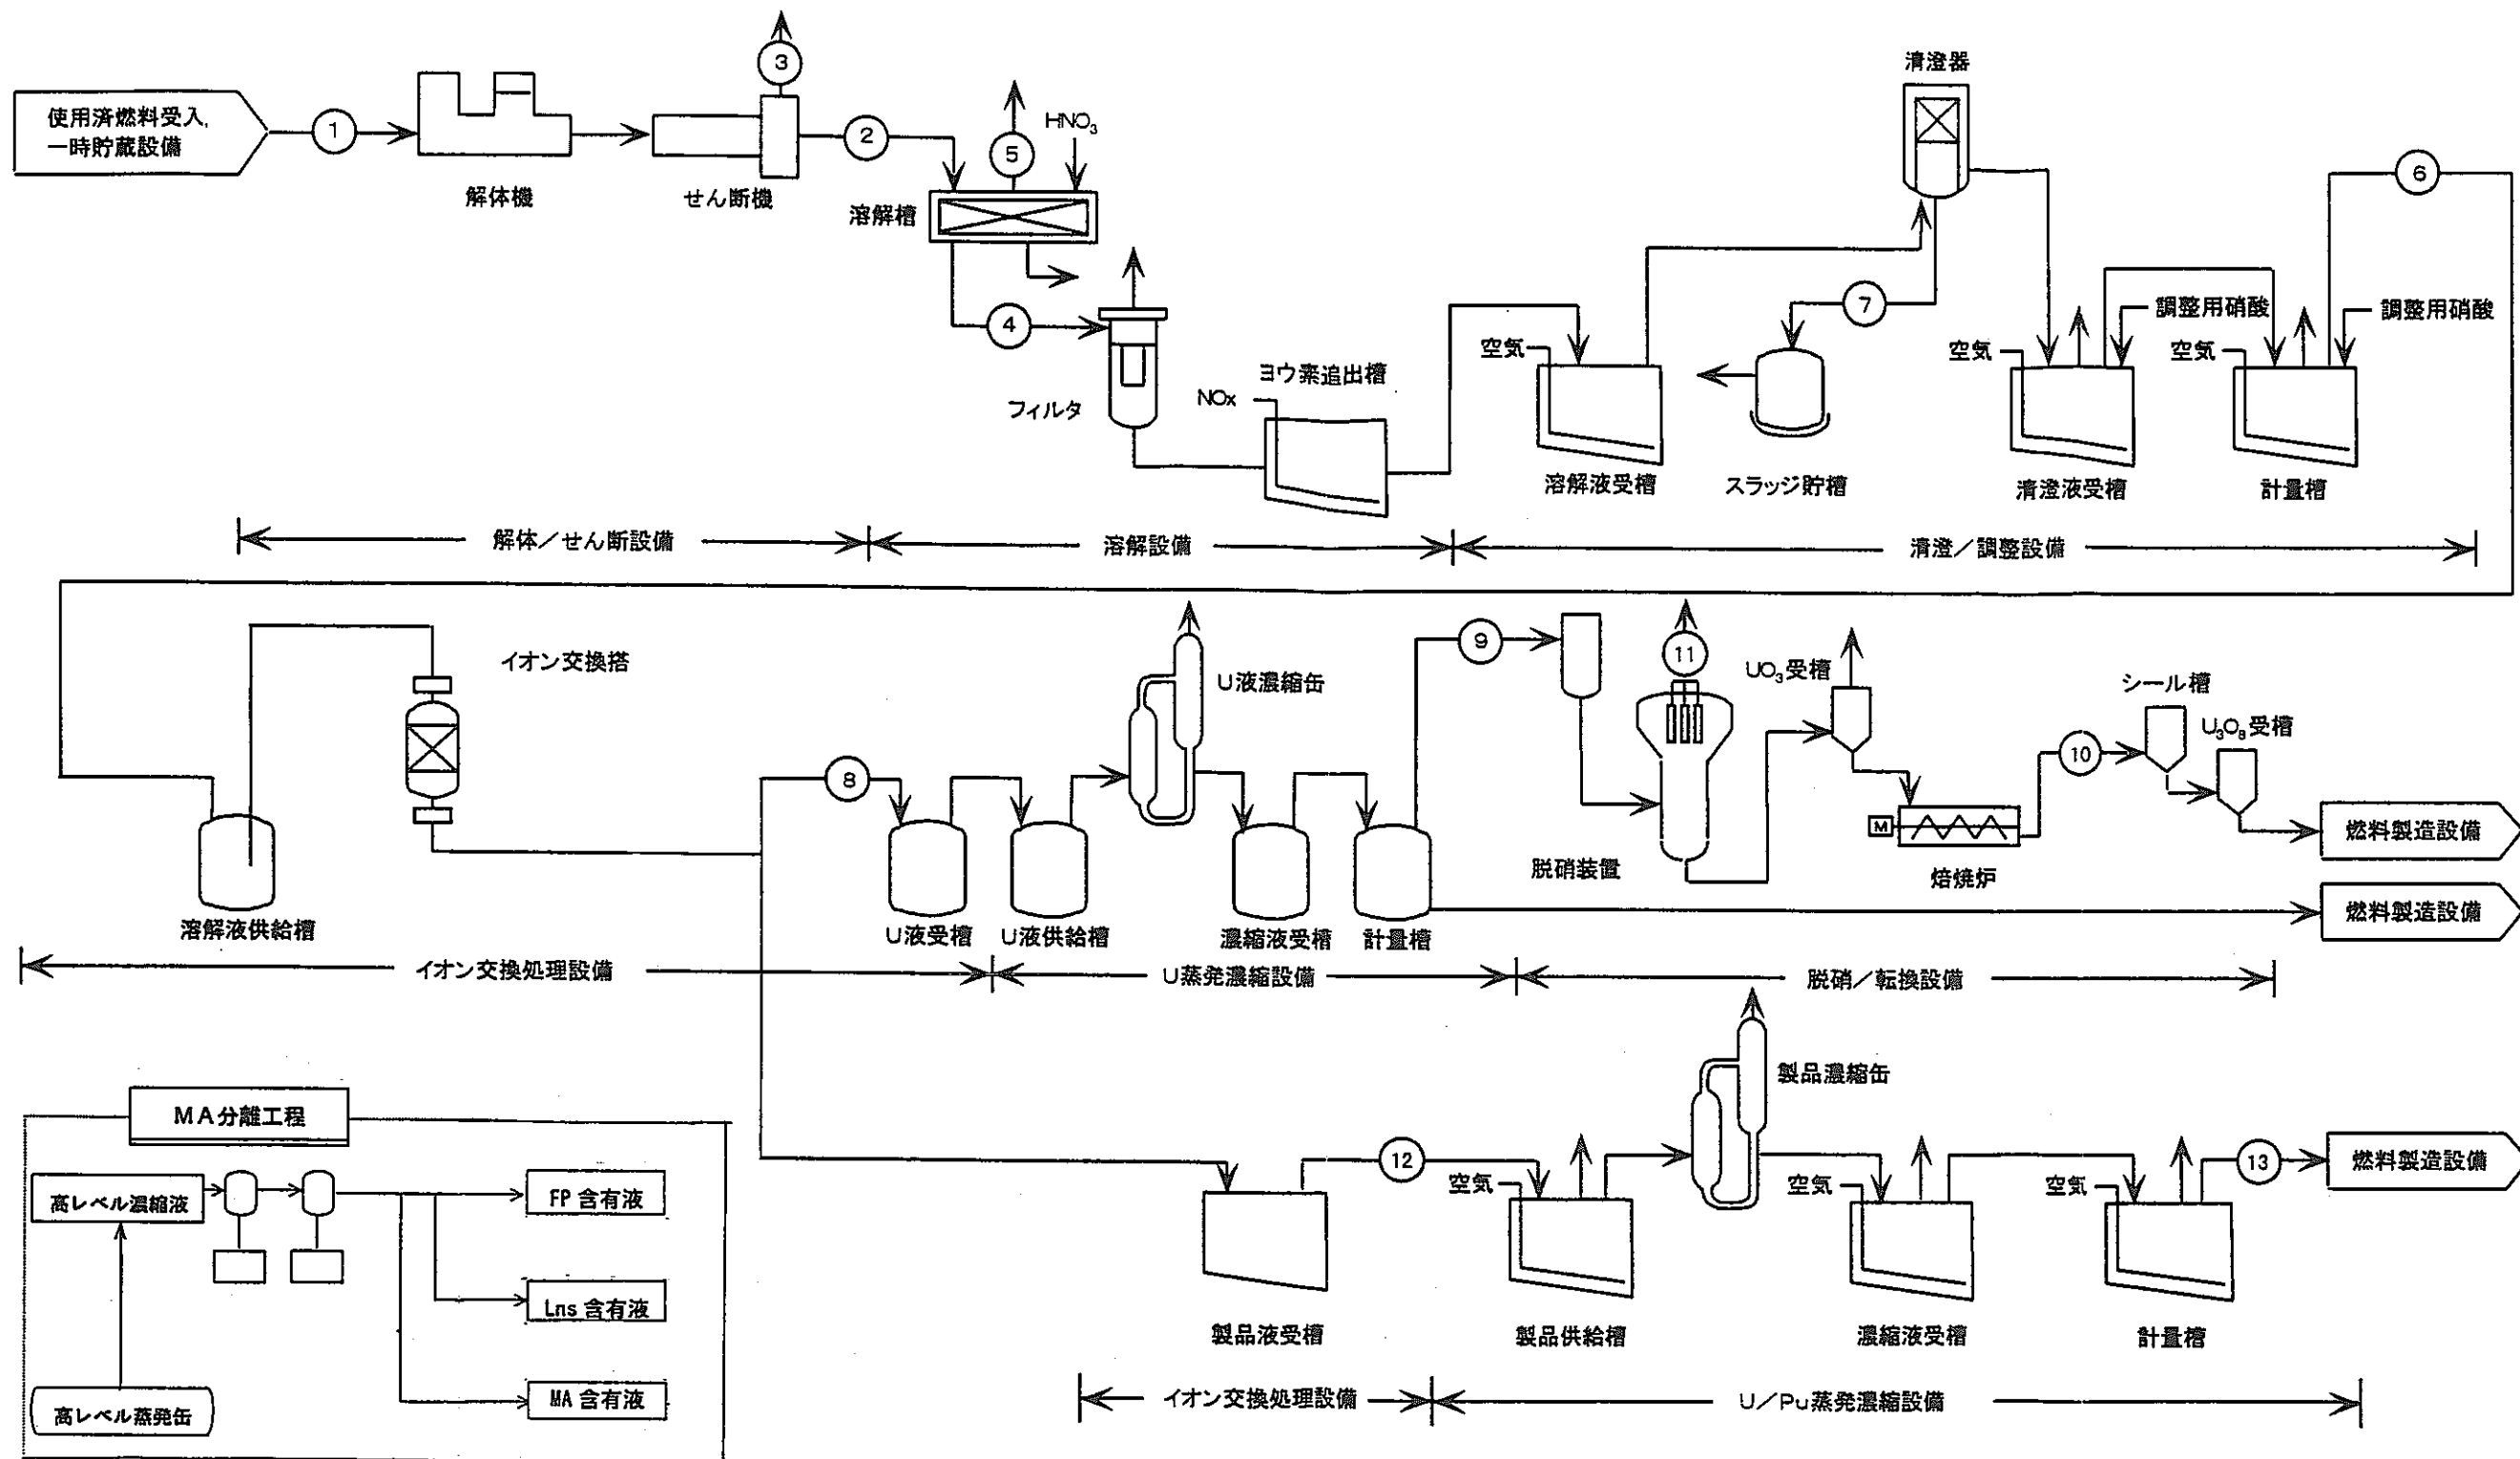 使用済燃料受入,
一時貯蔵設備
1
解体機
せん断機
3
2
溶解槽
5
HNO₃
4
フィルタ
NOx
ヨウ素追出槽
空気
溶解液受槽
清澄器
7
スラッジ貯槽
空気
調整用硝酸
清澄液受槽
空気
調整用硝酸
計量槽
6
解体/せん断設備
溶解設備
清澄/調整設備
溶解液供給槽
イオン交換搭
8
U液受槽
U液供給槽
U液濃縮缶
濃縮液受槽
計量槽
9
脱硝装置
11
UO₃受槽
M
焙焼炉
10
シール槽
U₃O₈受槽
燃料製造設備
燃料製造設備
イオン交換処理設備
U蒸発濃縮設備
脱硝/転換設備
MA分離工程
高レベル濃縮液
FP含有液
Lns含有液
MA含有液
高レベル蒸発缶
製品液受槽
12
空気
製品供給槽
製品濃縮缶
空気
濃縮液受槽
空気
計量槽
13
燃料製造設備
イオン交換処理設備
U/Pu蒸発濃縮設備